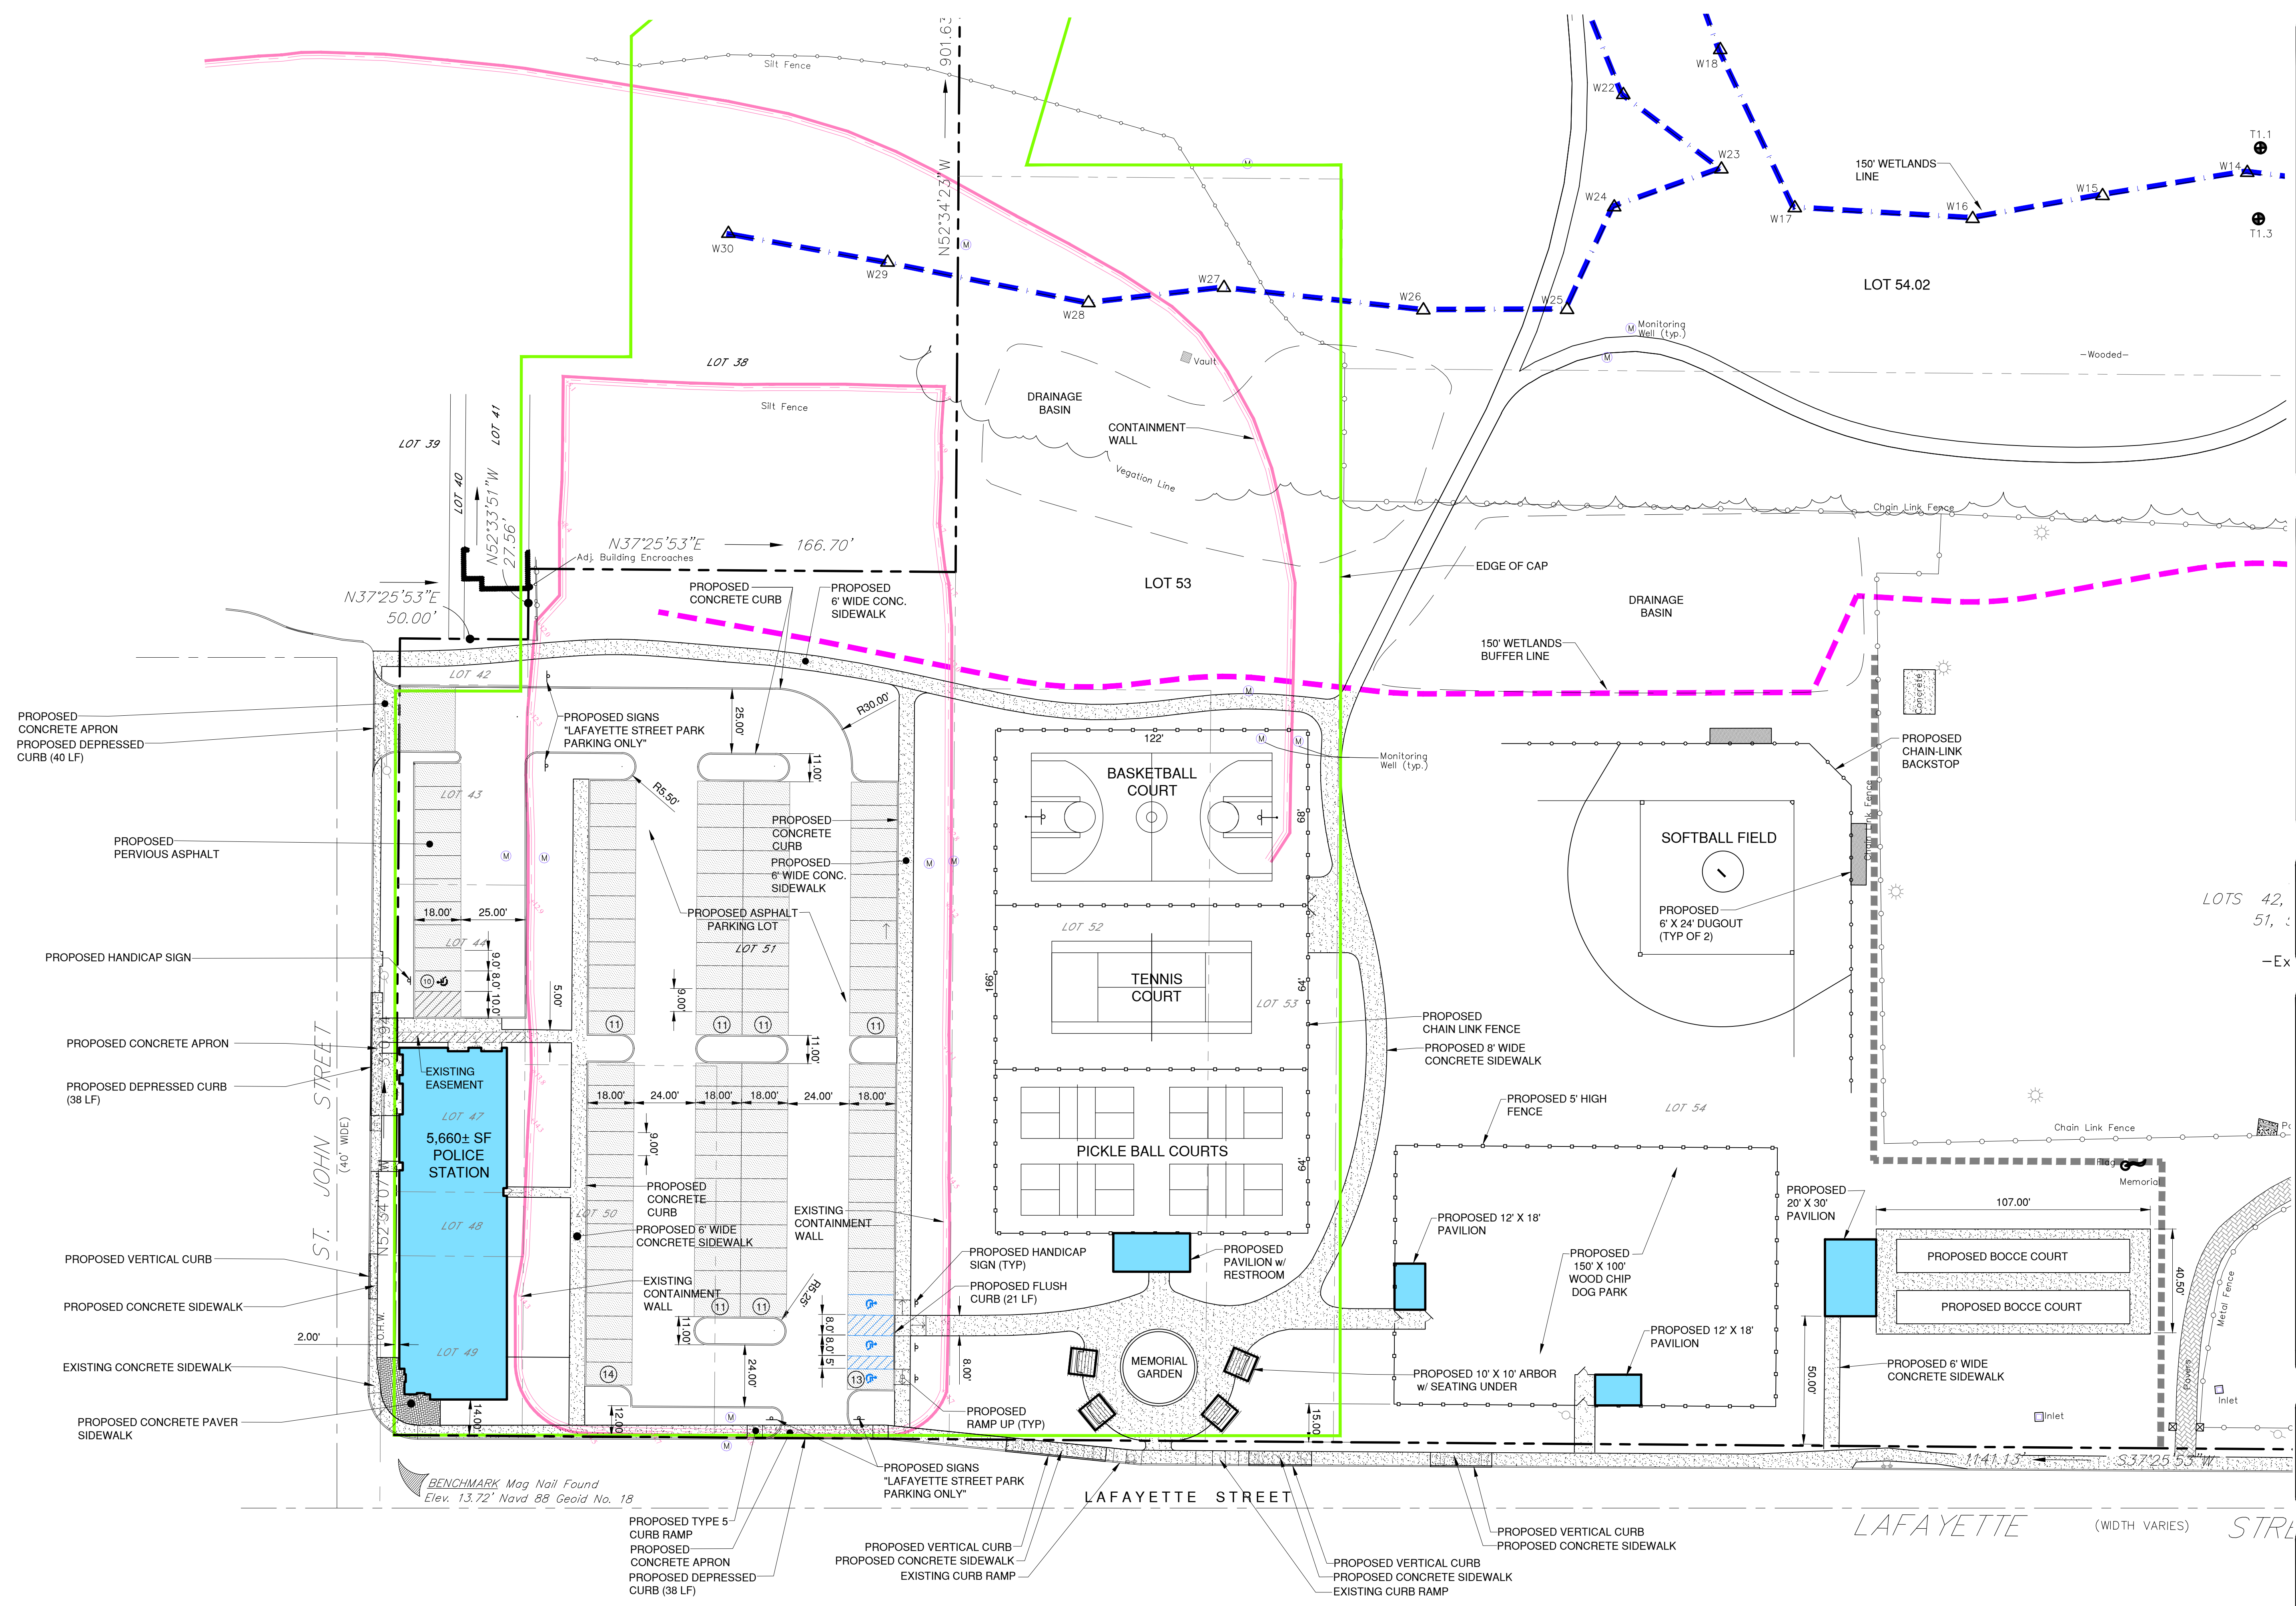 901.63
N52°34'23"W
Silt Fence
W18
W22
W23
W24
W17
W16
W15
W14
T1.1
T1.3
150' WETLANDS
LINE
W30
W29
W28
W27
W26
W25
LOT 54.02
Monitoring
Well (typ.)
-Wooded-
M
M
M
M
Vault
LOT 38
Silt Fence
DRAINAGE
BASIN
CONTAINMENT
WALL
Vegation Line
LOT 39
LOT 40
LOT 41
N52°33'51"W
27.56'
N37°25'53"E
166.70'
Adj. Building Encroaches
N37°25'53"E
50.00'
Chain Link Fence
EDGE OF CAP
LOT 53
DRAINAGE
BASIN
150' WETLANDS
BUFFER LINE
PROPOSED
CONCRETE CURB
PROPOSED
6' WIDE CONC.
SIDEWALK
LOT 42
PROPOSED
CONCRETE APRON
PROPOSED DEPRESSED
CURB (40 LF)
PROPOSED SIGNS
"LAFAYETTE STREET PARK
PARKING ONLY"
25.00'
R30.00'
11.00'
R5.50'
M
M
M
122'
BASKETBALL
COURT
68'
Monitoring
Well (typ.)
Concrete
PROPOSED
CHAIN-LINK
BACKSTOP
Chain Link Fence
LOT 43
PROPOSED
PERVIOUS ASPHALT
PROPOSED
CONCRETE
CURB
PROPOSED
6' WIDE CONC.
SIDEWALK
M
M
M
M
SOFTBALL FIELD
PROPOSED
6' X 24' DUGOUT
(TYP OF 2)
LOTS 42,
51,
-Ex
18.00'
25.00'
PROPOSED ASPHALT
PARKING LOT
LOT 51
LOT 52
LOT 44
9.0'
8.0'
10.0'
PROPOSED HANDICAP SIGN
10
5.00'
9.00'
166'
TENNIS
COURT
64'
LOT 53
11
11
11
11
PROPOSED
CHAIN LINK FENCE
PROPOSED 8' WIDE
CONCRETE SIDEWALK
PROPOSED CONCRETE APRON
ST. JOHN STREET
(40' WIDE)
310.94
N52°34'07"W
PROPOSED DEPRESSED CURB
(38 LF)
EXISTING
EASEMENT
LOT 47
5,660± SF
POLICE
STATION
LOT 48
LOT 49
11.00'
18.00'
24.00'
18.00'
18.00'
24.00'
18.00'
9.00'
PICKLE BALL COURTS
64'
PROPOSED 5' HIGH
FENCE
LOT 54
Chain Link Fence
Flag
Memorial
PROPOSED
CONCRETE
CURB
LOT 50
PROPOSED 6' WIDE
CONCRETE SIDEWALK
EXISTING
CONTAINMENT
WALL
PROPOSED
20' X 30'
PAVILION
107.00'
PROPOSED 12' X 18'
PAVILION
PROPOSED VERTICAL CURB
EXISTING
CONTAINMENT
WALL
PROPOSED HANDICAP
SIGN (TYP)
PROPOSED
PAVILION w/
RESTROOM
PROPOSED
150' X 100'
WOOD CHIP
DOG PARK
PROPOSED BOCCE COURT
PROPOSED BOCCE COURT
40.50'
Metal Fence
PROPOSED CONCRETE SIDEWALK
PROPOSED FLUSH
CURB (21 LF)
R5.25'
11
11
11.00'
8.0'
8.0'
5'
2.00'
O.H.W.
PROPOSED 12' X 18'
PAVILION
EXISTING CONCRETE SIDEWALK
14
13
24.00'
8.00'
MEMORIAL
GARDEN
PROPOSED 10' X 10' ARBOR
w/ SEATING UNDER
50.00'
PROPOSED 6' WIDE
CONCRETE SIDEWALK
Pavers
Inlet
Inlet
PROPOSED CONCRETE PAVER
SIDEWALK
14.00'
12.00'
M
M
PROPOSED
RAMP UP (TYP)
15.00'
1141.13'
S37°25'53"W
BENCHMARK Mag Nail Found
Elev. 13.72' Navd 88 Geoid No. 18
PROPOSED SIGNS
"LAFAYETTE STREET PARK
PARKING ONLY"
LAFAYETTE STREET
LAFAYETTE
(WIDTH VARIES)
PROPOSED TYPE 5
CURB RAMP
PROPOSED
CONCRETE APRON
PROPOSED DEPRESSED
CURB (38 LF)
PROPOSED VERTICAL CURB
PROPOSED CONCRETE SIDEWALK
EXISTING CURB RAMP
PROPOSED VERTICAL CURB
PROPOSED CONCRETE SIDEWALK
EXISTING CURB RAMP
PROPOSED VERTICAL CURB
PROPOSED CONCRETE SIDEWALK